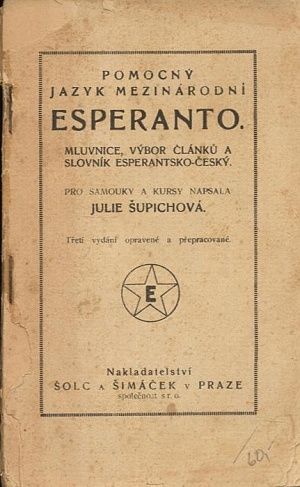 POMOCNÝ
JAZYK MEZINÁRODNÍ
ESPERANTO.
MLUVNICE, VÝBOR ČLÁNKŮ A
SLOVNÍK ESPERANTSKO-ČESKÝ.
PRO SAMOUKY A KURSY NAPSALA
JULIE ŠUPICHOVÁ.
Třetí vydání opravené a přepracované.
E
Nakladatelství
ŠOLC A ŠIMÁČEK V PRAZE
společnost s r. o.